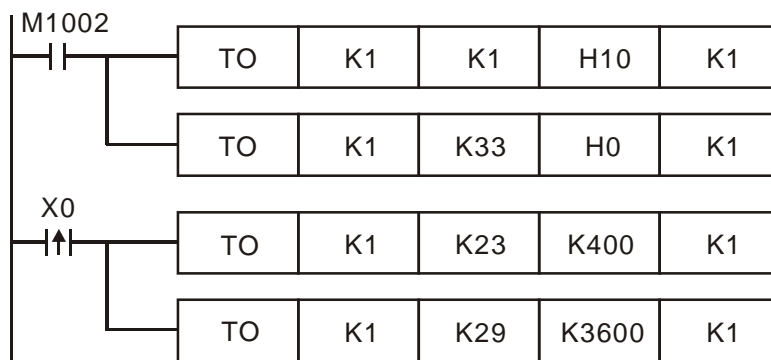 M1002
TO K1 K1 H10 K1
TO K1 K33 H0 K1
X0
TO K1 K23 K400 K1
TO K1 K29 K3600 K1